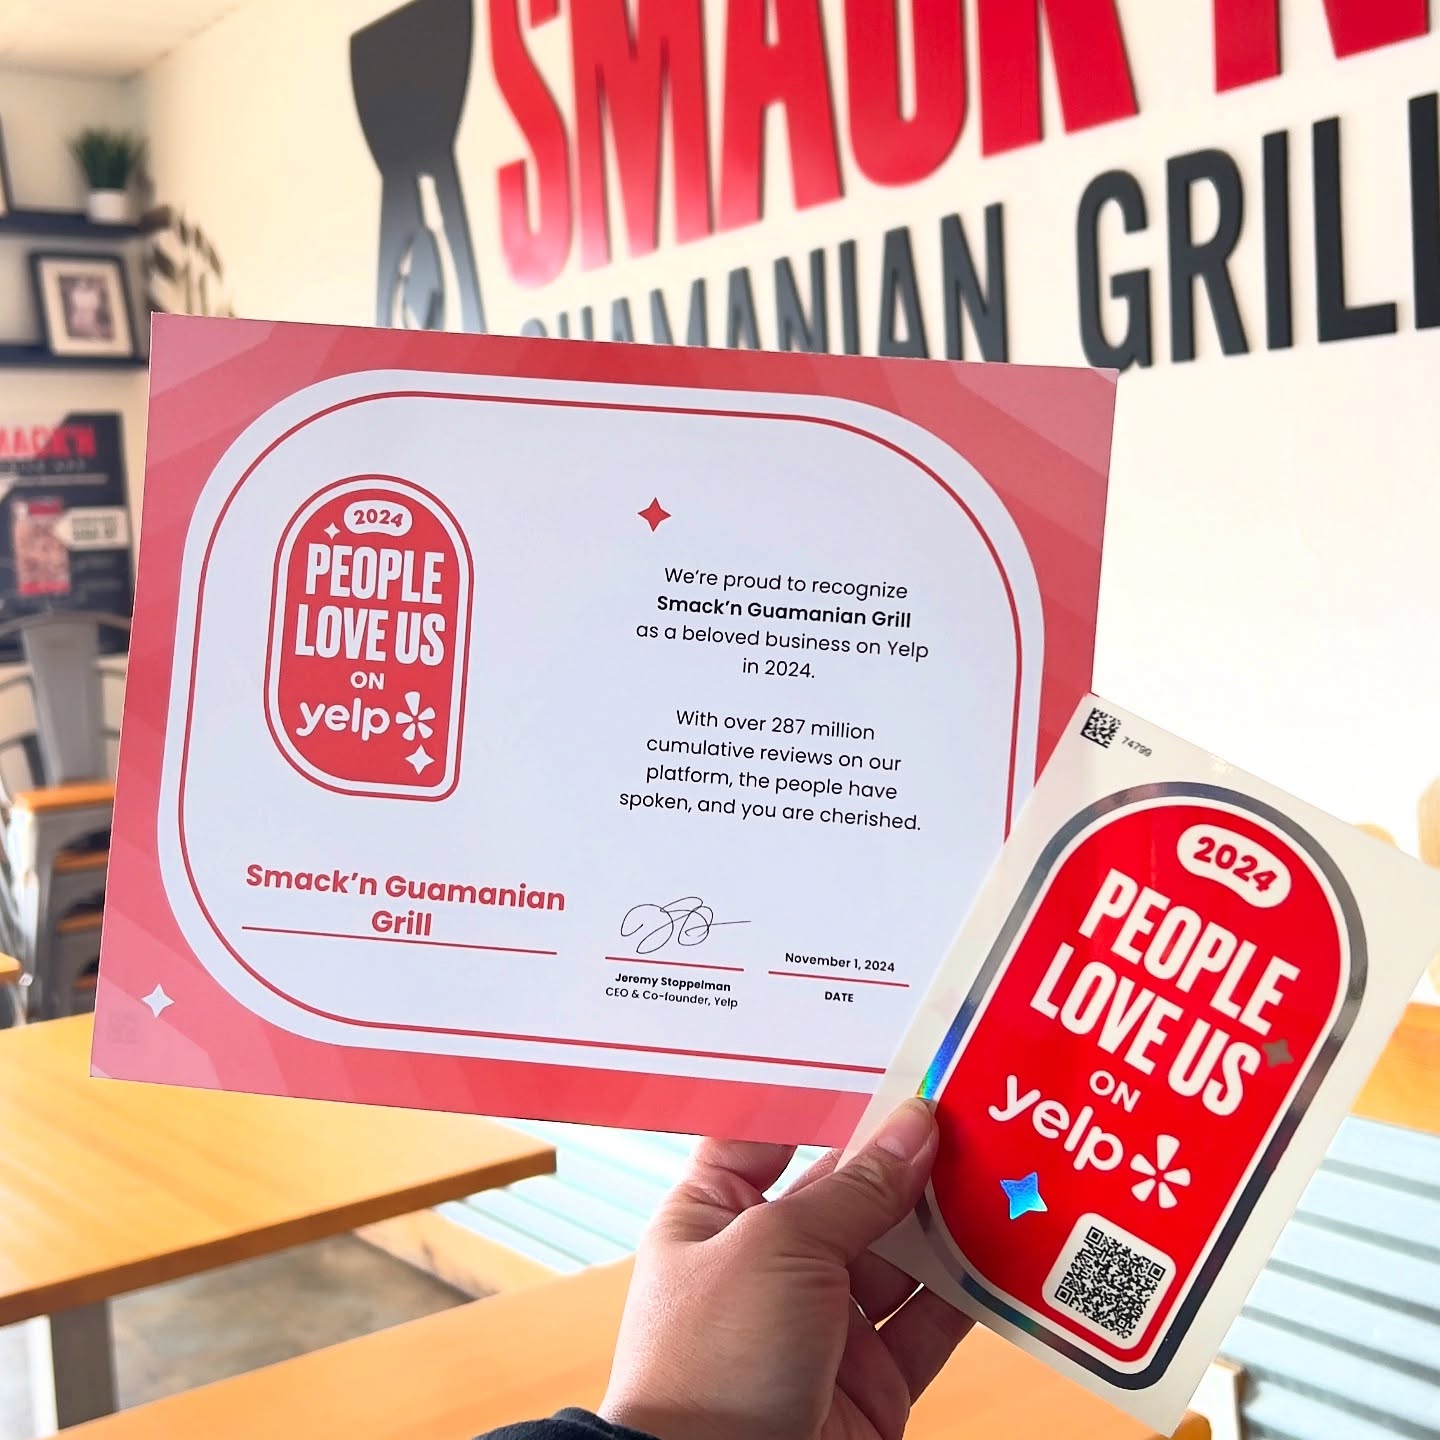 SMACK'N
GUAMANIAN GRILL
SMACK'N
2024
PEOPLE
LOVE US
ON
yelp
We're proud to recognize
Smack'n Guamanian Grill
as a beloved business on Yelp
in 2024.
With over 287 million
cumulative reviews on our
platform, the people have
spoken, and you are cherished.
Smack'n Guamanian
Grill
Jeremy Stoppelman
CEO & Co-founder, Yelp
November 1, 2024
DATE
74799
2024
PEOPLE
LOVE US
ON
yelp